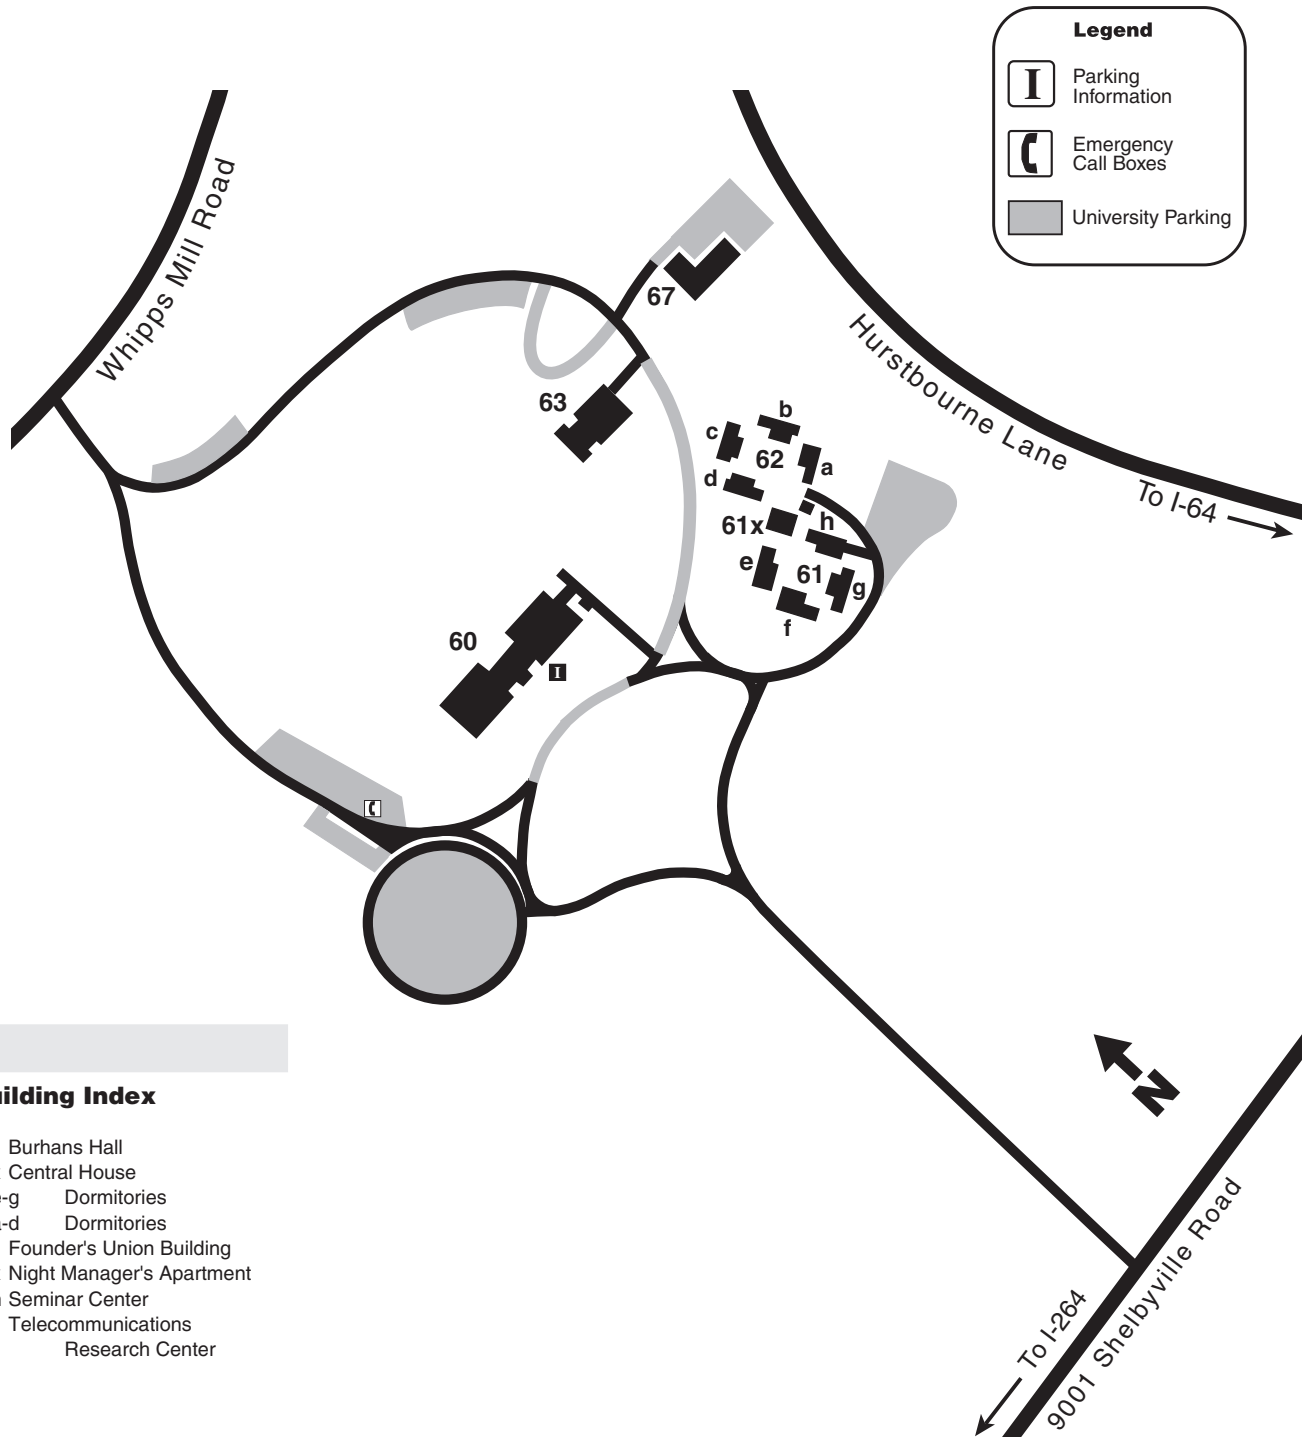 Legend
I
Parking
Information
Emergency
Call Boxes
University Parking
Whipps Mill Road
67
Hurstbourne Lane
To I-64
63
b
c
62
a
d
61x
h
e
61
g
f
60
I
N
ilding Index
Burhans Hall
Central House
-g Dormitories
-d Dormitories
Founder's Union Building
Night Manager's Apartment
Seminar Center
Telecommunications
Research Center
To I-264
9001 Shelbyville Road